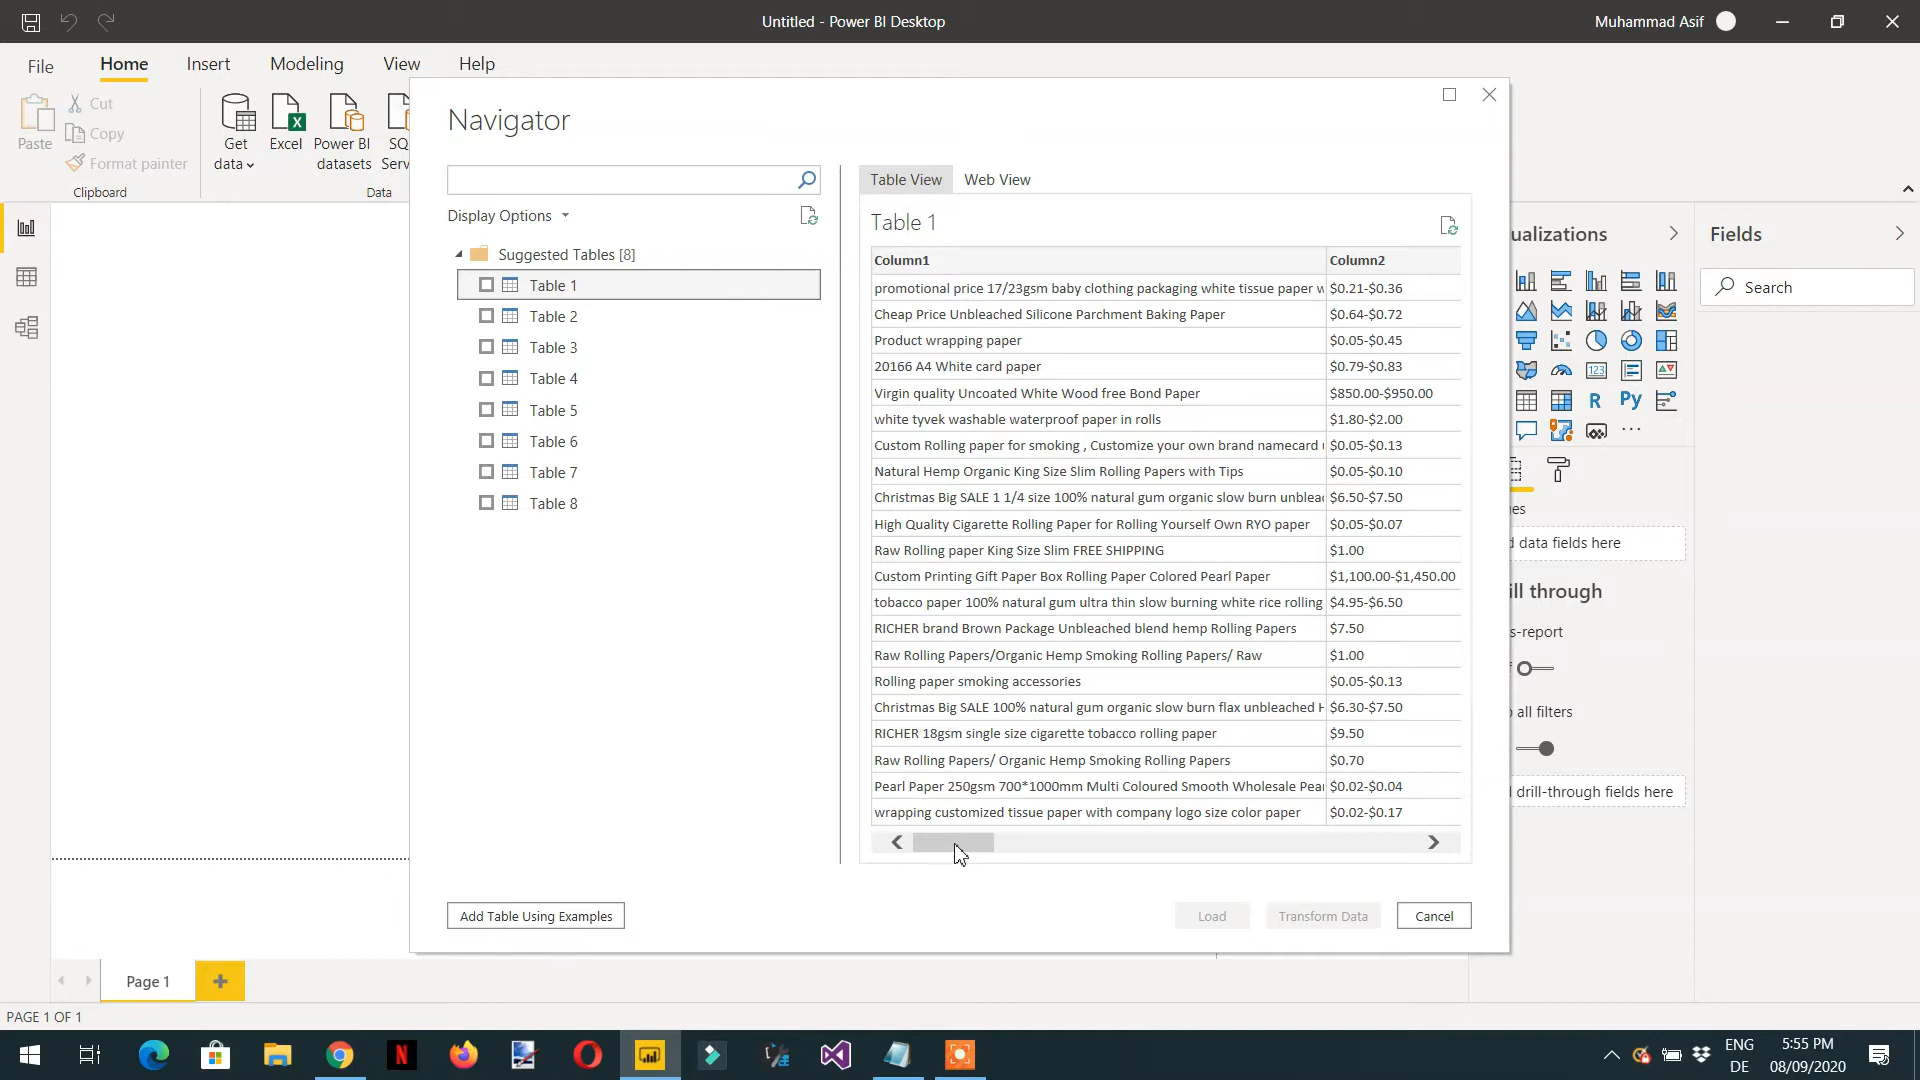 Untitled - Power BI Desktop
Muhammad Asif
File
Home
Insert
Modeling
View
Help
Paste
Cut
Copy
Format painter
Clipboard
Get
data
Excel
Power BI
datasets
SQ
Serv
Data
Navigator
Display Options
Suggested Tables [8]
Table 1
Table 2
Table 3
Table 4
Table 5
Table 6
Table 7
Table 8
Table View
Web View
Table 1
Column1 Column2
promotional price 17/23gsm baby clothing packaging white tissue paper w $0.21-$0.36
Cheap Price Unbleached Silicone Parchment Baking Paper $0.64-$0.72
Product wrapping paper $0.05-$0.45
20166 A4 White card paper $0.79-$0.83
Virgin quality Uncoated White Wood free Bond Paper $850.00-$950.00
white tyvek washable waterproof paper in rolls $1.80-$2.00
Custom Rolling paper for smoking , Customize your own brand namecard $0.05-$0.13
Natural Hemp Organic King Size Slim Rolling Papers with Tips $0.05-$0.10
Christmas Big SALE 1 1/4 size 100% natural gum organic slow burn unblea $6.50-$7.50
High Quality Cigarette Rolling Paper for Rolling Yourself Own RYO paper $0.05-$0.07
Raw Rolling paper King Size Slim FREE SHIPPING $1.00
Custom Printing Gift Paper Box Rolling Paper Colored Pearl Paper $1,100.00-$1,450.00
tobacco paper 100% natural gum ultra thin slow burning white rice rolling $4.95-$6.50
RICHER brand Brown Package Unbleached blend hemp Rolling Papers $7.50
Raw Rolling Papers/Organic Hemp Smoking Rolling Papers/ Raw $1.00
Rolling paper smoking accessories $0.05-$0.13
Christmas Big SALE 100% natural gum organic slow burn flax unbleached H $6.30-$7.50
RICHER 18gsm single size cigarette tobacco rolling paper $9.50
Raw Rolling Papers/ Organic Hemp Smoking Rolling Papers $0.70
Pearl Paper 250gsm 700*1000mm Multi Coloured Smooth Wholesale Pear $0.02-$0.04
wrapping customized tissue paper with company logo size color paper $0.02-$0.17
Add Table Using Examples
Load
Transform Data
Cancel
ualizations
123
R
Py
es
d data fields here
ill through
s-report
all filters
drill-through fields here
Fields
Search
Page 1
PAGE 1 OF 1
N
ENG
DE
5:55 PM
08/09/2020